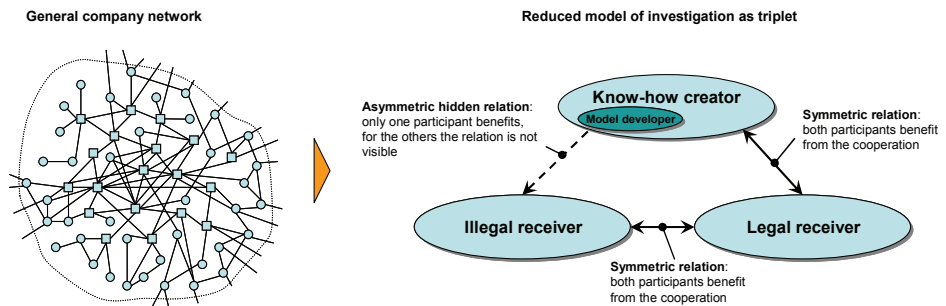 General company network
Reduced model of investigation as triplet
Know-how creator
Model developer
Asymmetric hidden relation:
only one participant benefits,
for the others the relation is not
visible
Symmetric relation:
both participants benefit
from the cooperation
Illegal receiver
Legal receiver
Symmetric relation:
both participants benefit
from the cooperation